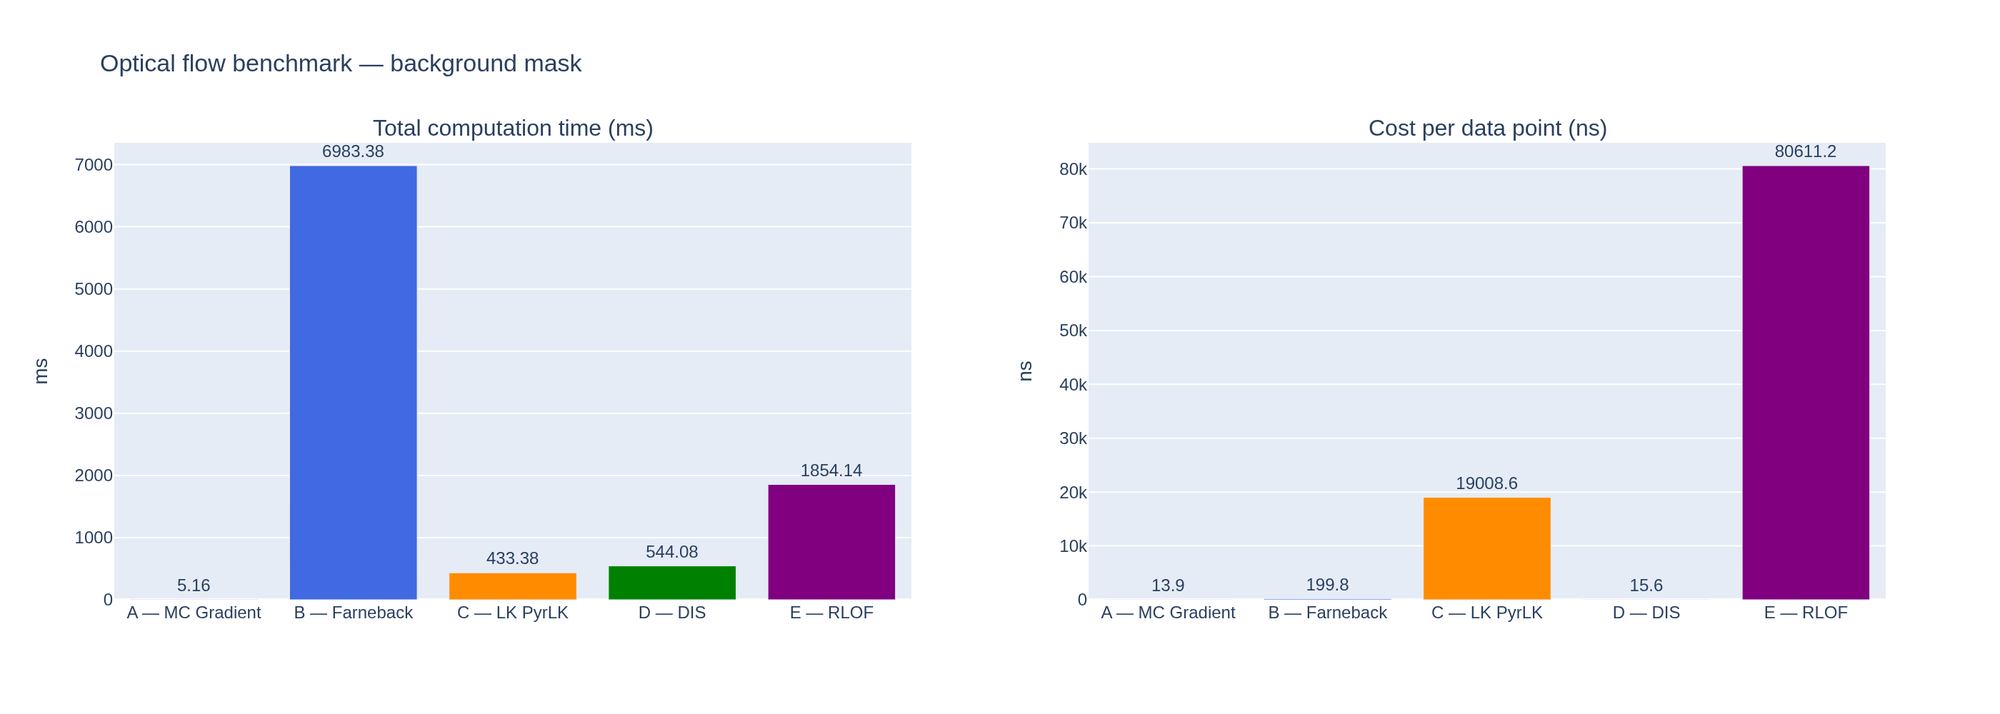 Optical flow benchmark — background mask
Total computation time (ms)
6983.38
7000
6000
5000
4000
3000
2000
1000
0
ms
5.16
433.38
544.08
1854.14
A — MC Gradient
B — Farneback
C — LK PyrLK
D — DIS
E — RLOF
Cost per data point (ns)
80611.2
80k
70k
60k
50k
40k
30k
20k
10k
0
ns
13.9
199.8
19008.6
15.6
A — MC Gradient
B — Farneback
C — LK PyrLK
D — DIS
E — RLOF